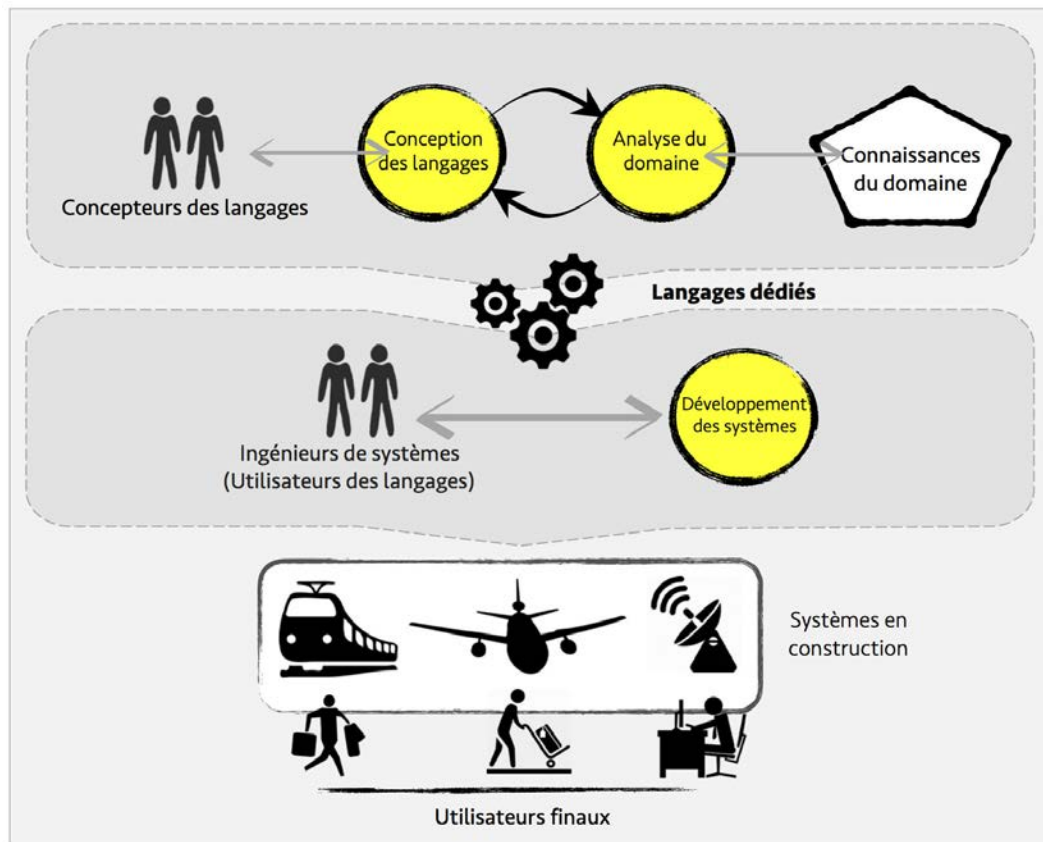 Conception
des langages
Analyse du
domaine
Connaissances
du domaine
Concepteurs des langages
Langages dédiés
Développement
des systèmes
Ingénieurs de systèmes
(Utilisateurs des langages)
Systèmes en
construction
Utilisateurs finaux